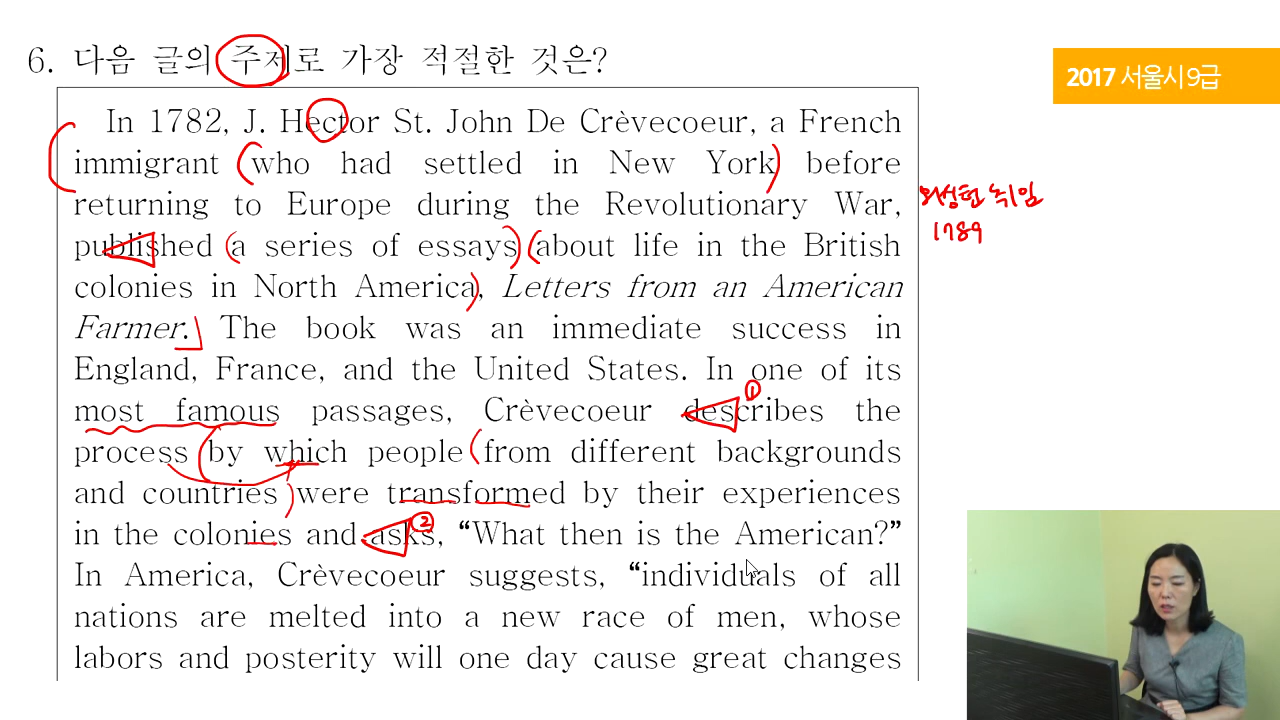 6. 다음 글의 주제로 가장 적절한 것은?
2017 서울시 9급
In 1782, J. Hector St. John De Crèvecoeur, a French
immigrant who had settled in New York before
returning to Europe during the Revolutionary War,
published a series of essays about life in the British
colonies in North America, Letters from an American
Farmer. The book was an immediate success in
England, France, and the United States. In one of its
most famous passages, Crèvecoeur describes the
process by which people from different backgrounds
and countries were transformed by their experiences
in the colonies and asks, “What then is the American?”
In America, Crèvecoeur suggests, “individuals of all
nations are melted into a new race of men, whose
labors and posterity will one day cause great changes
취임
1789
①
②